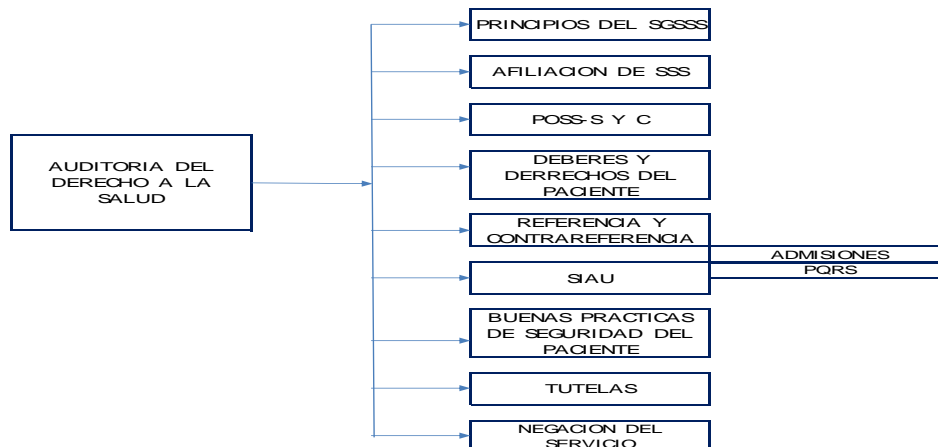 AUDITORIA DEL
DERECHO A LA
SALUD
PRINCIPIOS DEL SGSSS
AFILIACION DE SSS
POSS-S Y C
DEBERES Y
DERRECHOS DEL
PACIENTE
REFERENCIA Y
CONTRAREFERENCIA
ADMISIONES
PQRS
SIAU
BUENAS PRACTICAS
DE SEGURIDAD DEL
PACIENTE
TUTELAS
NEGACION DEL
SERVICIO